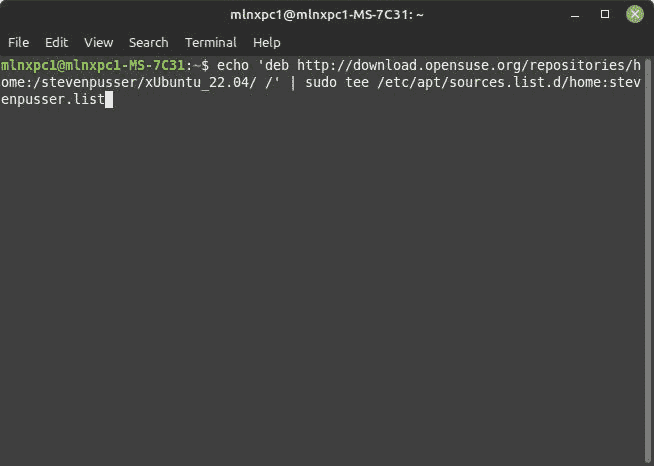 mlnxpc1@mlnxpc1-MS-7C31: ~
File Edit View Search Terminal Help
mlnxpc1@mlnxpc1-MS-7C31:~$ echo 'deb http://download.opensuse.org/repositories/h
ome:/stevenpusser/xUbuntu_22.04/ /' | sudo tee /etc/apt/sources.list.d/home:stev
enpusser.list